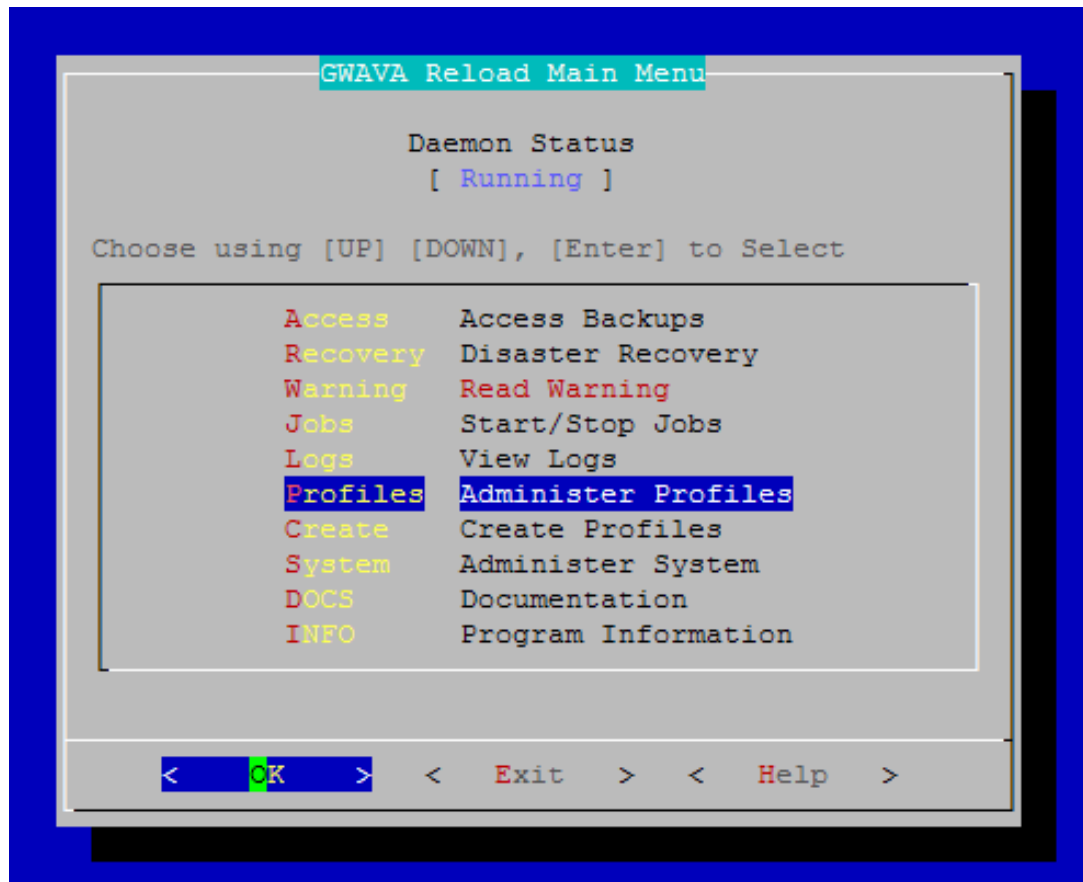 GWAVA Reload Main Menu
Daemon Status
[ Running ]
Choose using [UP] [DOWN], [Enter] to Select
Access Access Backups
Recovery Disaster Recovery
Warning Read Warning
Jobs Start/Stop Jobs
Logs View Logs
Profiles Administer Profiles
Create Create Profiles
System Administer System
DOCS Documentation
INFO Program Information
< OK > < Exit > < Help >